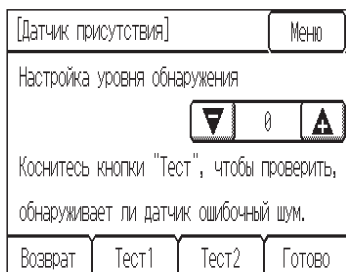 [Датчик присутствия] Меню
Настройка уровня обнаружения
0
Коснитесь кнопки "Тест", чтобы проверить,
обнаруживает ли датчик ошибочный шум.
Возврат Тест1 Тест2 Готово